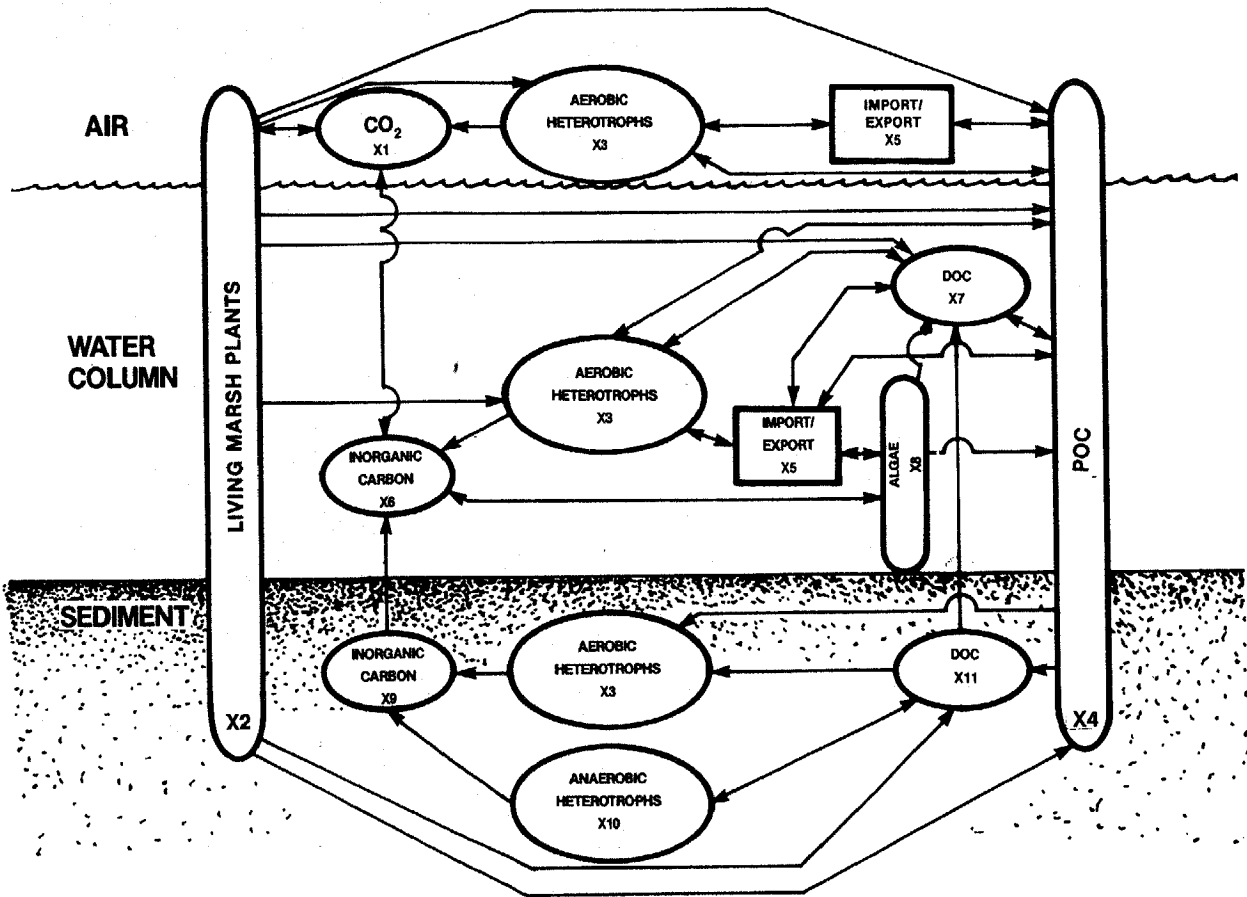 AIR
CO2
X1
AEROBIC
HETEROTROPHS
X3
IMPORT/
EXPORT
X5
LIVING MARSH PLANTS
X2
POC
X4
WATER
COLUMN
DOC
X7
AEROBIC
HETEROTROPHS
X3
IMPORT/
EXPORT
X5
ALGAE
X8
INORGANIC
CARBON
X6
SEDIMENT
INORGANIC
CARBON
X9
AEROBIC
HETEROTROPHS
X3
DOC
X11
ANAEROBIC
HETEROTROPHS
X10